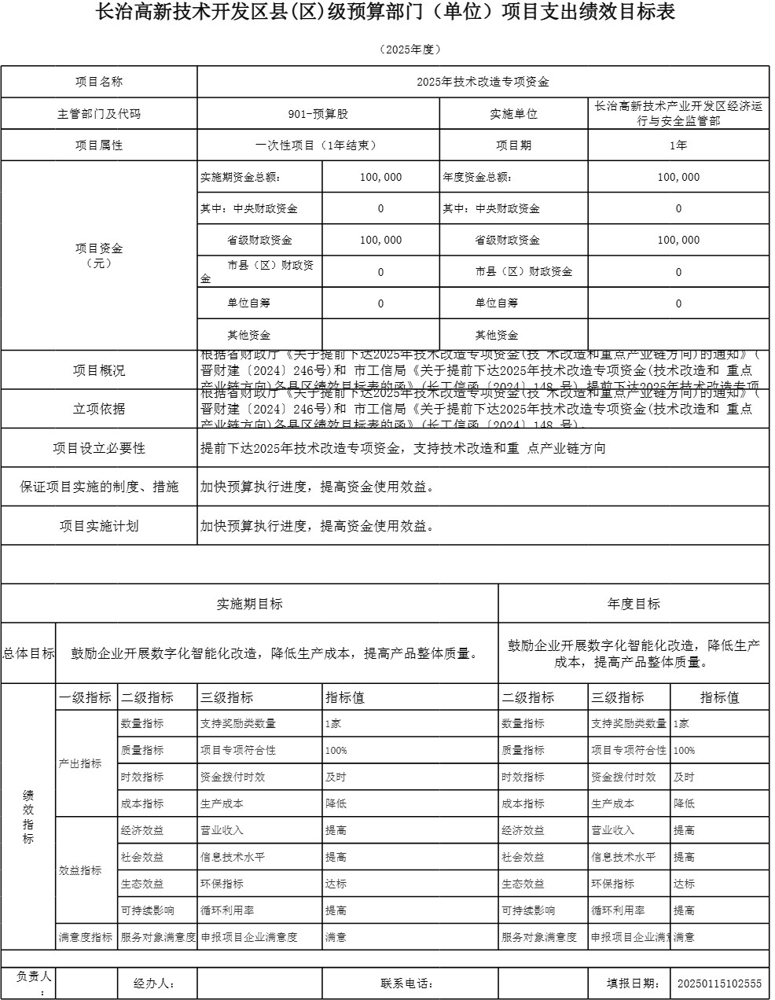 长治高新技术开发区县(区)级预算部门（单位）项目支出绩效目标表
（2025年度）
项目名称 2025年技术改造专项资金
主管部门及代码 901-预算股 实施单位 长治高新技术产业开发区经济运
行与安全监管部
项目属性 一次性项目（1年结束） 项目期 1年
项目资金
（元）
实施期资金总额: 100,000 年度资金总额: 100,000
其中: 中央财政资金 0 其中: 中央财政资金 0
省级财政资金 100,000 省级财政资金 100,000
市县（区）财政资
金 0 市县（区）财政资金 0
单位自筹 0 单位自筹 0
其他资金 其他资金
项目概况
根据省财政厅《关于提前下达2025年技术改造专项资金(技 术改造和重点产业链方向)的通知》(
晋财建〔2024〕246号)和 市工信局《关于提前下达2025年技术改造专项资金(技术改造和 重点
产业链方向)各县区绩效目标表的函》(长工信函〔2024〕148 号)，提前下达2025年技术改造专项
立项依据
根据省财政厅《关于提前下达2025年技术改造专项资金(技 术改造和重点产业链方向)的通知》(
晋财建〔2024〕246号)和 市工信局《关于提前下达2025年技术改造专项资金(技术改造和 重点
产业链方向)各县区绩效目标表的函》(长工信函〔2024〕148 号)，
项目设立必要性 提前下达2025年技术改造专项资金，支持技术改造和重 点产业链方向
保证项目实施的制度、措施 加快预算执行进度，提高资金使用效益。
项目实施计划 加快预算执行进度，提高资金使用效益。
实施期目标 年度目标
总体目标 鼓励企业开展数字化智能化改造，降低生产成本，提高产品整体质量。 鼓励企业开展数字化智能化改造，降低生产
成本，提高产品整体质量。
绩
效
指
标
一级指标 二级指标 三级指标 指标值 二级指标 三级指标 指标值
产出指标
数量指标 支持奖励类数量 1家 数量指标 支持奖励类数量 1家
质量指标 项目专项符合性 100% 质量指标 项目专项符合性 100%
时效指标 资金拨付时效 及时 时效指标 资金拨付时效 及时
成本指标 生产成本 降低 成本指标 生产成本 降低
效益指标
经济效益 营业收入 提高 经济效益 营业收入 提高
社会效益 信息技术水平 提高 社会效益 信息技术水平 提高
生态效益 环保指标 达标 生态效益 环保指标 达标
可持续影响 循环利用率 提高 可持续影响 循环利用率 提高
满意度指标 服务对象满意度 申报项目企业满意度 满意 服务对象满意度 申报项目企业满 满意
负责人
: 经办人: 联系电话: 填报日期: 20250115102555